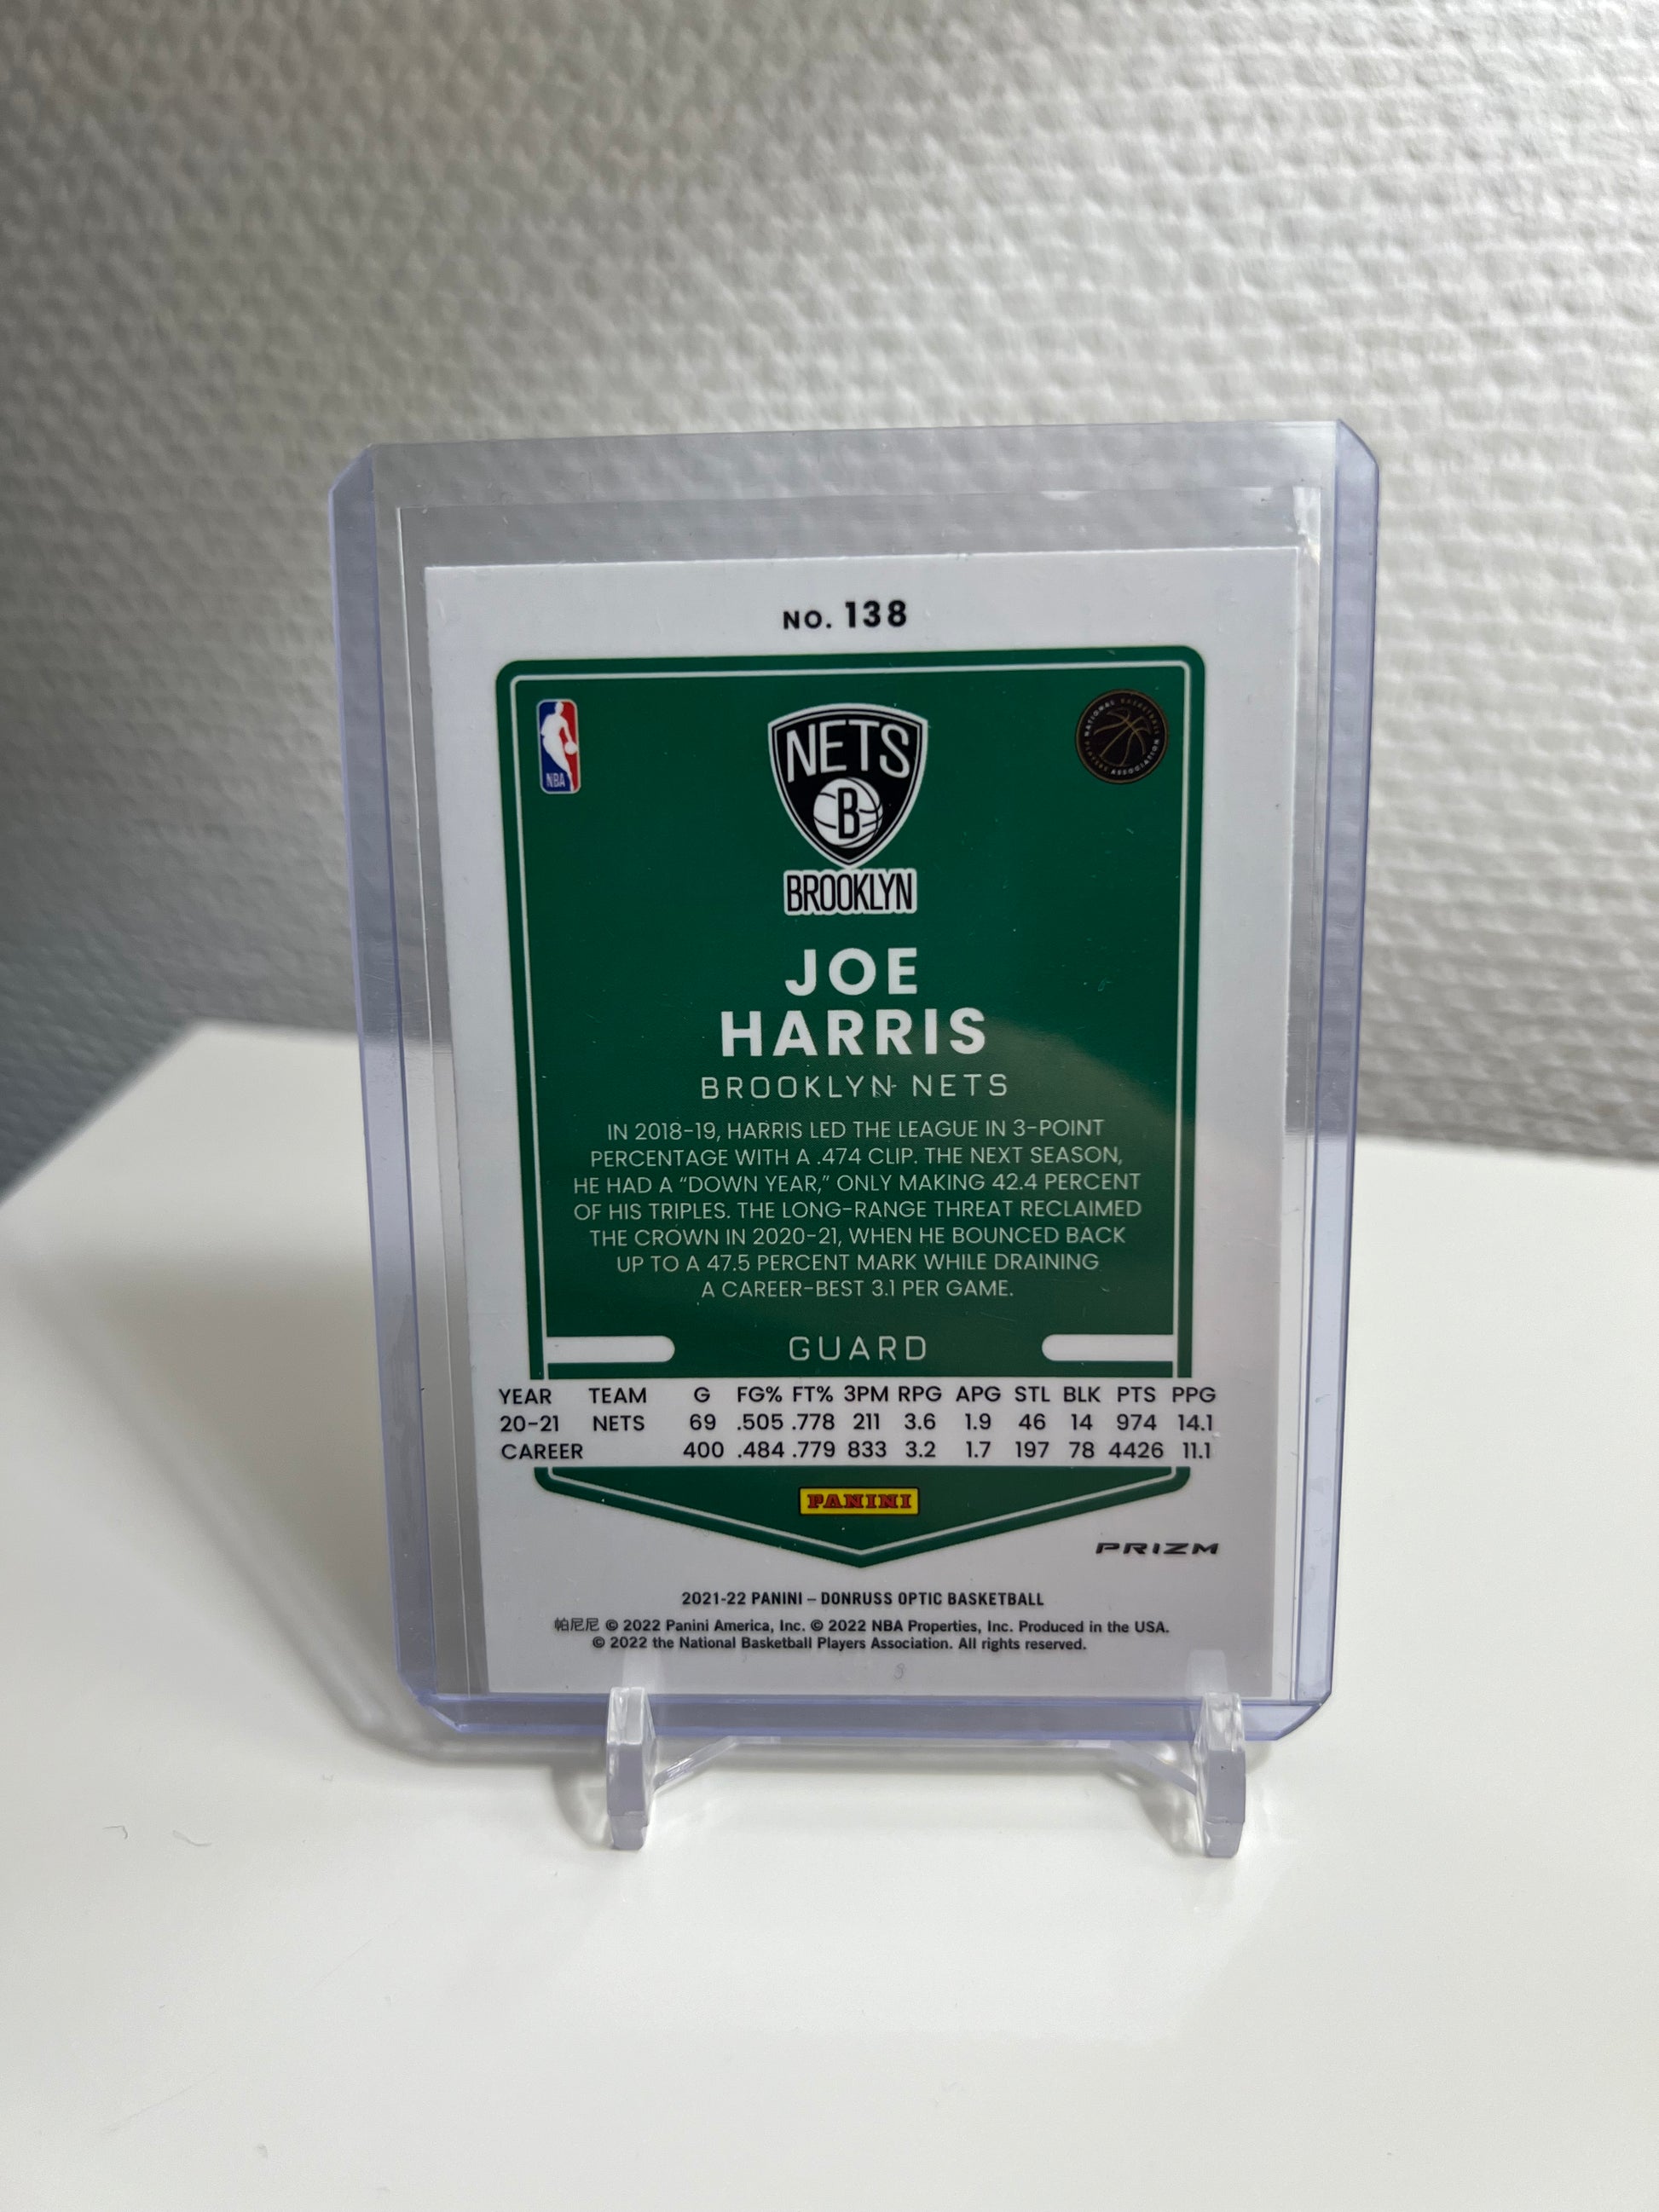 NO. 138
NBA
NETS
B
BROOKLYN
NATIONAL BASKETBALL PLAYERS ASSOCIATION
JOE
HARRIS
BROOKLYN NETS
IN 2018-19, HARRIS LED THE LEAGUE IN 3-POINT
PERCENTAGE WITH A .474 CLIP. THE NEXT SEASON,
HE HAD A “DOWN YEAR,” ONLY MAKING 42.4 PERCENT
OF HIS TRIPLES. THE LONG-RANGE THREAT RECLAIMED
THE CROWN IN 2020-21, WHEN HE BOUNCED BACK
UP TO A 47.5 PERCENT MARK WHILE DRAINING
A CAREER-BEST 3.1 PER GAME.
GUARD
YEAR TEAM G FG% FT% 3PM RPG APG STL BLK PTS PPG
20-21 NETS 69 .505 .778 211 3.6 1.9 46 14 974 14.1
CAREER 400 .484 .779 833 3.2 1.7 197 78 4426 11.1
PANINI
PRIZM
2021-22 PANINI – DONRUSS OPTIC BASKETBALL
帕尼尼 © 2022 Panini America, Inc. © 2022 NBA Properties, Inc. Produced in the USA.
© 2022 the National Basketball Players Association. All rights reserved.